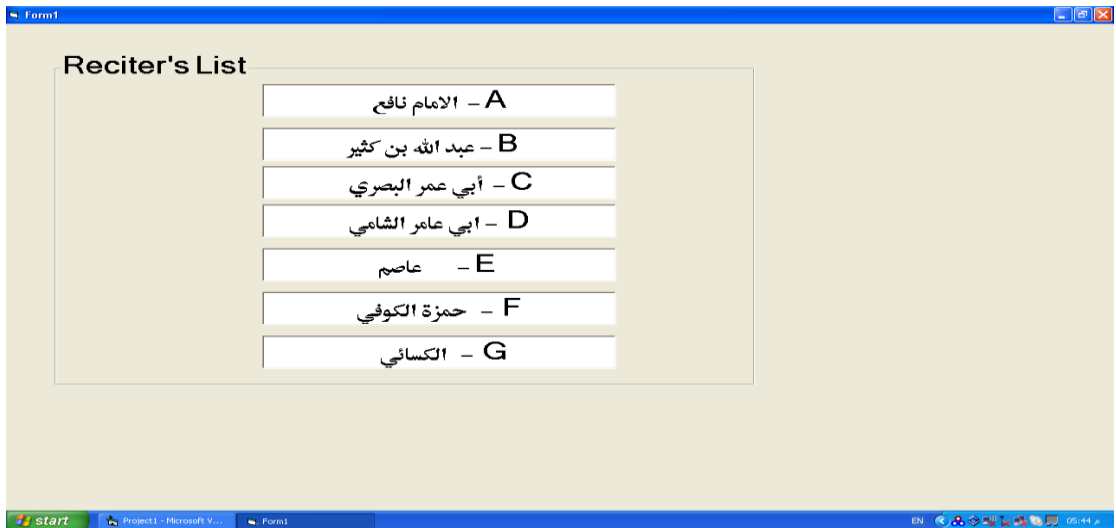 Form1
Reciter's List
A – الامام نافع
B – عبد الله بن كثير
C – أبي عمر البصري
D – ابي عامر الشامي
E – عاصم
F – حمزة الكوفي
G – الكسائي
start Project1 - Microsoft V... Form1 EN 05:44 م